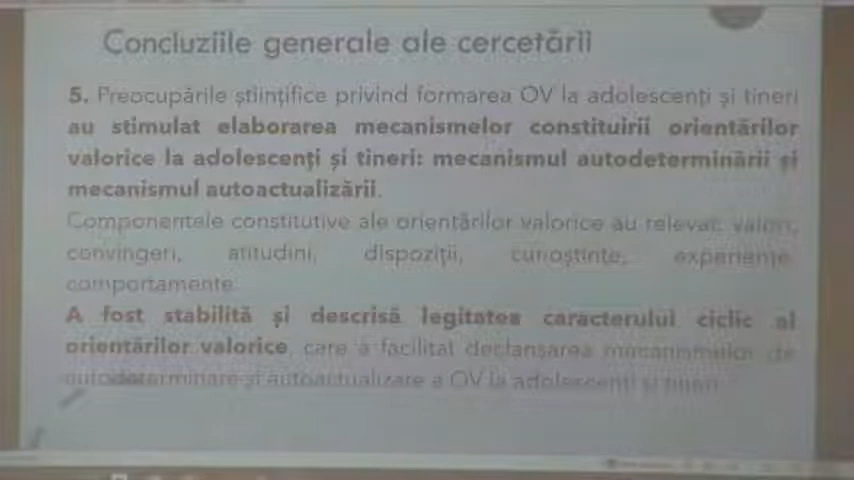 Concluziile generale ale cercetării
5. Preocupările științifice privind formarea OV la adolescenți și tineri
au stimulat elaborarea mecanismelor constituirii orientărilor
valorice la adolescenți și tineri: mecanismul autodeterminării și
mecanismul autoactualizării.
Componentele constitutive ale orientărilor valorice au relevat: valori,
convingeri, atitudini, dispoziții, cunoștințe, experiențe,
comportamente.
A fost stabilită și descrisă legitatea caracterului ciclic al
orientărilor valorice, care a facilitat declanșarea mecanismelor de
autodeterminare și autoactualizare a OV la adolescenți și tineri.